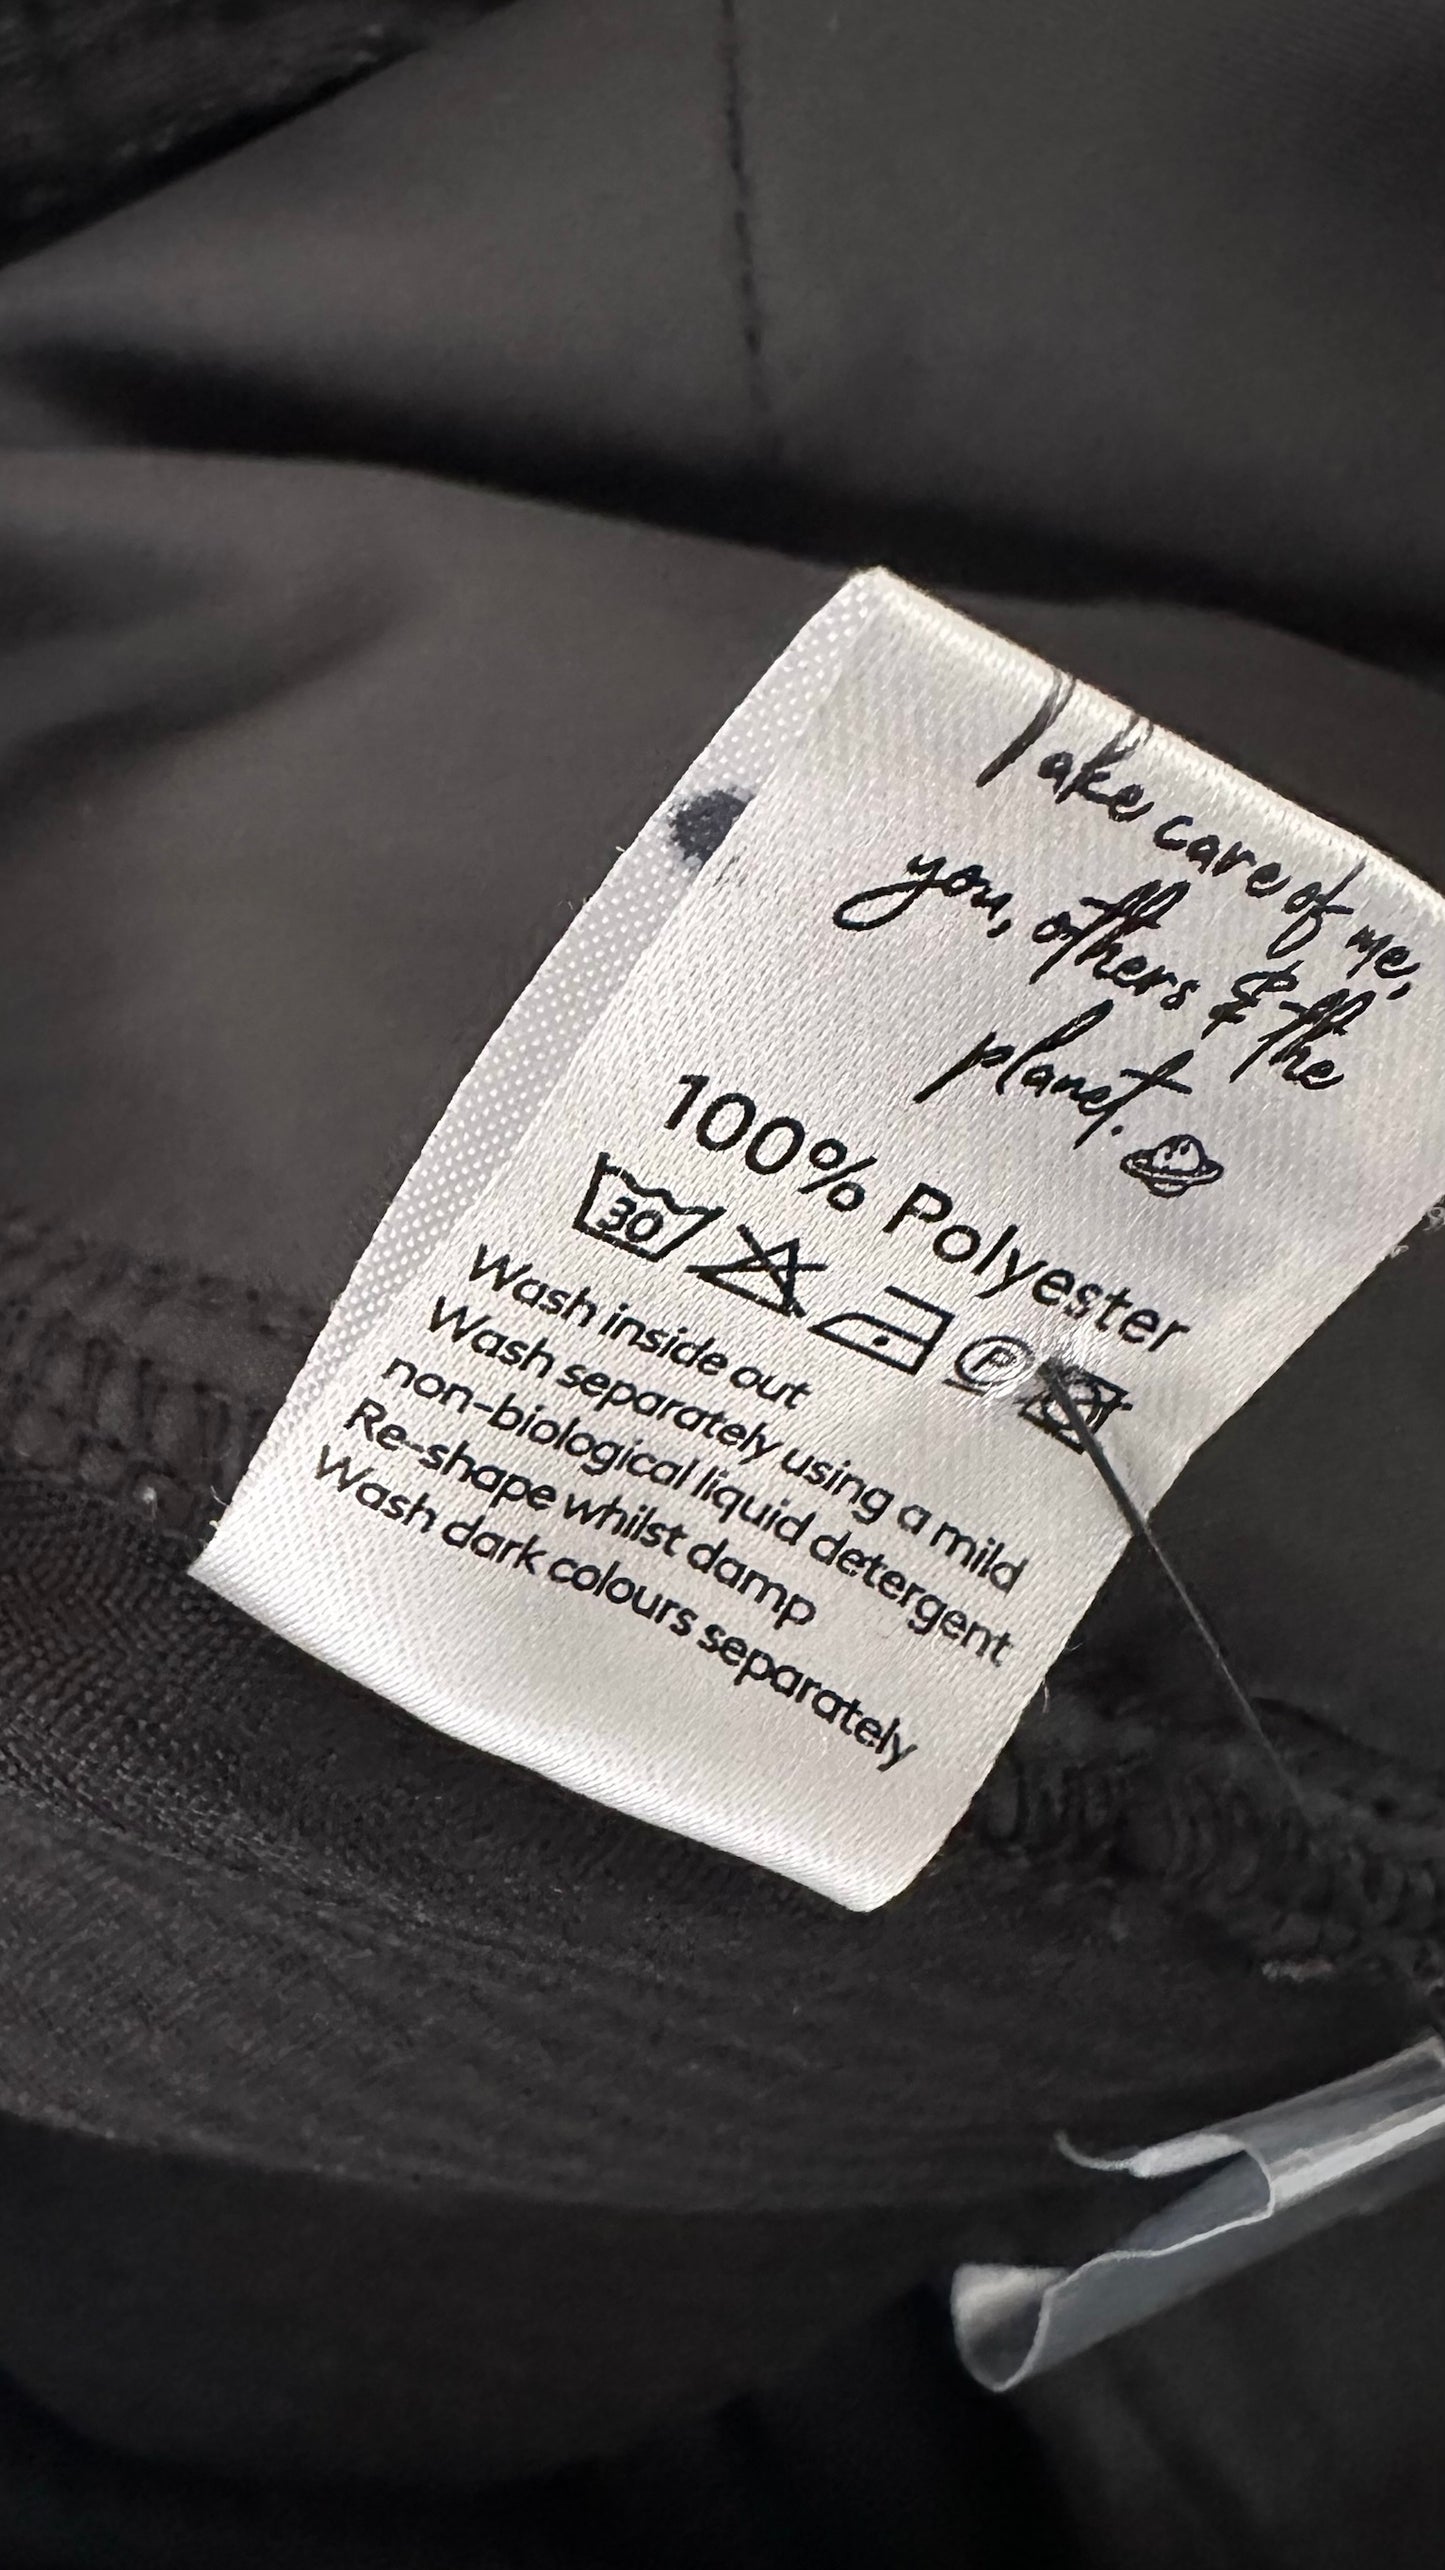 Take care of me,
you, others & the
planet.
100% Polyester
30 P
Wash inside out
Wash separately using a mild
non-biological liquid detergent
Re-shape whilst damp
Wash dark colours separately